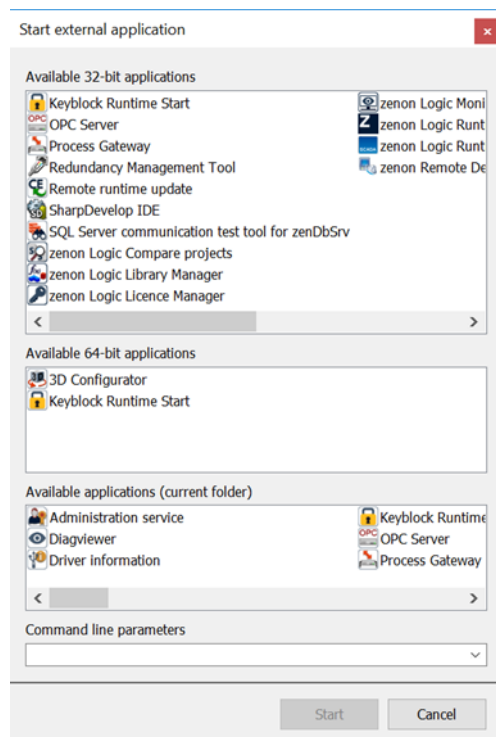 Start external application
Available 32-bit applications
Keyblock Runtime Start
OPC Server
Process Gateway
Redundancy Management Tool
Remote runtime update
SharpDevelop IDE
SQL Server communication test tool for zenDbSrv
zenon Logic Compare projects
zenon Logic Library Manager
zenon Logic Licence Manager
zenon Logic Moni
zenon Logic Runt
zenon Logic Runt
zenon Remote De
Available 64-bit applications
3D Configurator
Keyblock Runtime Start
Available applications (current folder)
Administration service
Diagviewer
Driver information
Keyblock Runtime
OPC Server
Process Gateway
Command line parameters
Start
Cancel